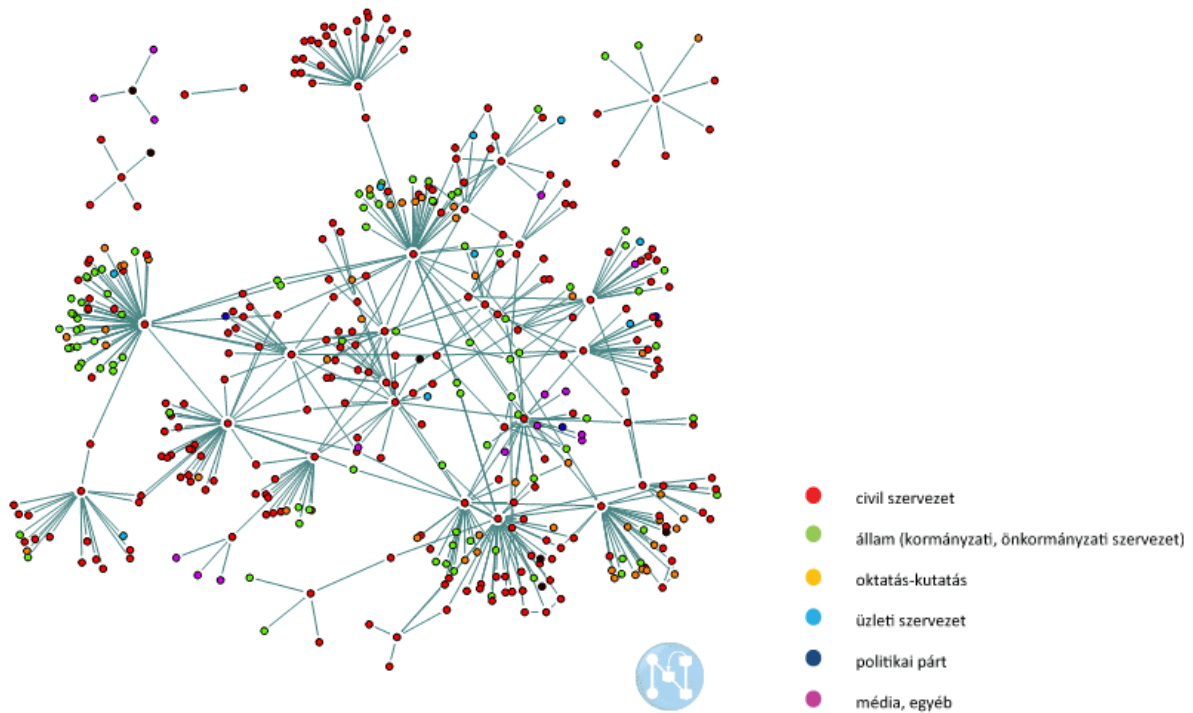 civil szervezet
állam (kormányzati, önkormányzati szervezet)
oktatás-kutatás
üzleti szervezet
politikai párt
média, egyéb